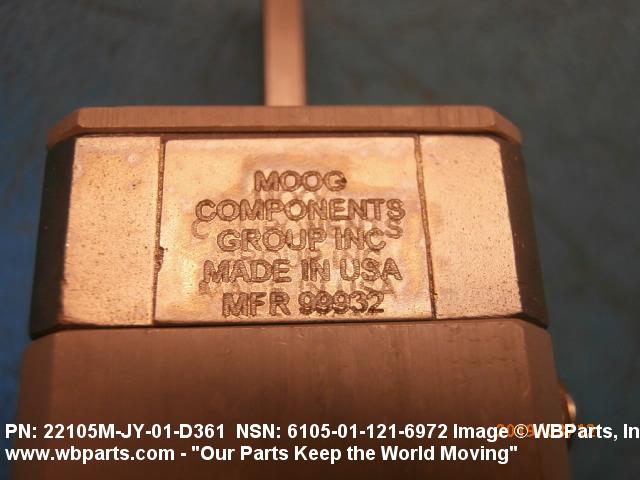 MOOG
COMPONENTS
GROUP INC
MADE IN USA
MFR 99932
PN: 22105M-JY-01-D361 NSN: 6105-01-121-6972 Image © WBParts, In
www.wbparts.com - "Our Parts Keep the World Moving"